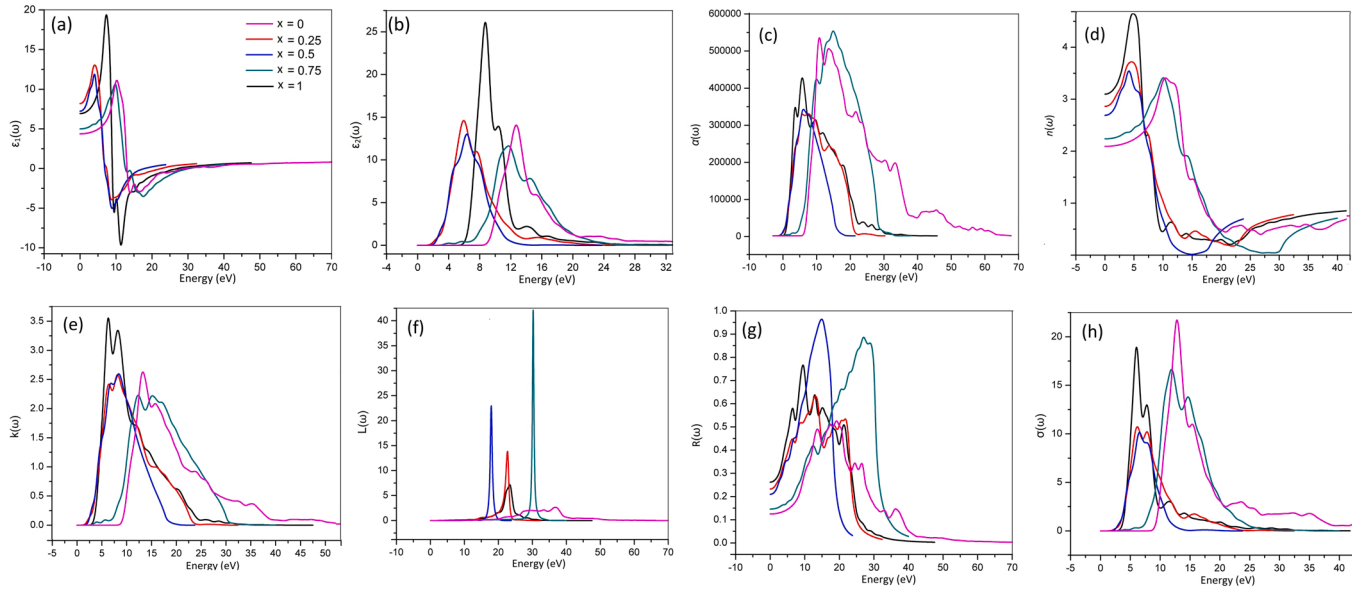 (a)
x = 0
x = 0.25
x = 0.5
x = 0.75
x = 1
ε₁(ω)
20
15
10
5
0
-5
10
-10 0 10 20 30 40 50 60 70
Energy (eV)
(b)
ε₂(ω)
25
20
15
10
5
0
0 4 8 12 16 20 24 28 32
Energy (eV)
(c)
α(ω)
600000
500000
400000
300000
200000
100000
0
-10 0 10 20 30 40 50 60 70
Energy (eV)
(d)
n(ω)
4
3
2
1
-5 0 5 10 15 20 25 30 35 40
Energy (eV)
(e)
k(ω)
3.5
3.0
2.5
2.0
1.5
1.0
0.5
0.0
-5 0 5 10 15 20 25 30 35 40 45 50
Energy (eV)
(f)
L(ω)
40
35
30
25
20
15
10
5
0
-10 0 10 20 30 40 50 60 70
Energy (eV)
(g)
R(ω)
1.0
0.9
0.8
0.7
0.6
0.5
0.4
0.3
0.2
0.1
0.0
-10 0 10 20 30 40 50 60 70
Energy (eV)
(h)
σ(ω)
20
15
10
5
0
-5 0 5 10 15 20 25 30 35 40
Energy (eV)